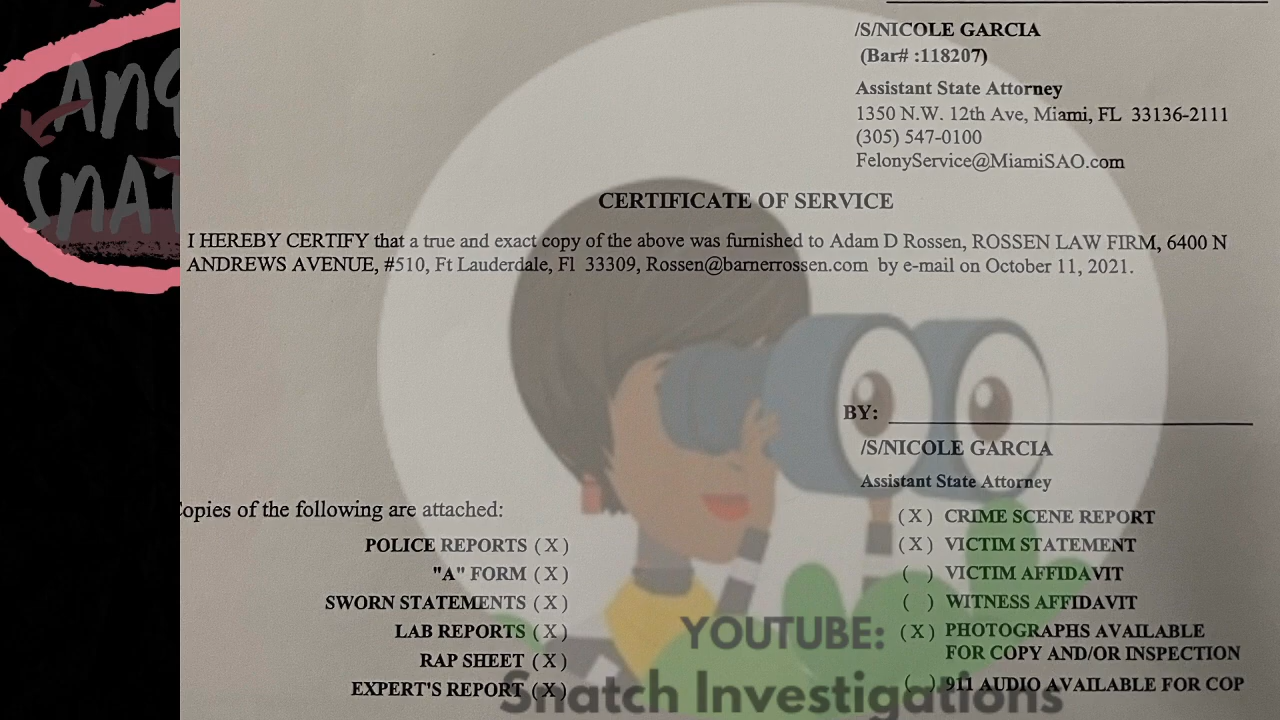 /S/NICOLE GARCIA
(Bar# :118207)
Assistant State Attorney
1350 N.W. 12th Ave, Miami, FL 33136-2111
(305) 547-0100
FelonyService@MiamiSAO.com
CERTIFICATE OF SERVICE
I HEREBY CERTIFY that a true and exact copy of the above was furnished to Adam D Rossen, ROSSEN LAW FIRM, 6400 N
ANDREWS AVENUE, #510, Ft Lauderdale, Fl 33309, Rossen@barnerrossen.com by e-mail on October 11, 2021.
BY:
/S/NICOLE GARCIA
Assistant State Attorney
opies of the following are attached:
POLICE REPORTS (X)
"A" FORM (X)
SWORN STATEMENTS (X)
LAB REPORTS (X)
RAP SHEET (X)
EXPERT'S REPORT (X)
(X) CRIME SCENE REPORT
(X) VICTIM STATEMENT
( ) VICTIM AFFIDAVIT
( ) WITNESS AFFIDAVIT
(X) PHOTOGRAPHS AVAILABLE
FOR COPY AND/OR INSPECTION
( ) 911 AUDIO AVAILABLE FOR COP
YOUTUBE:
Snatch Investigations